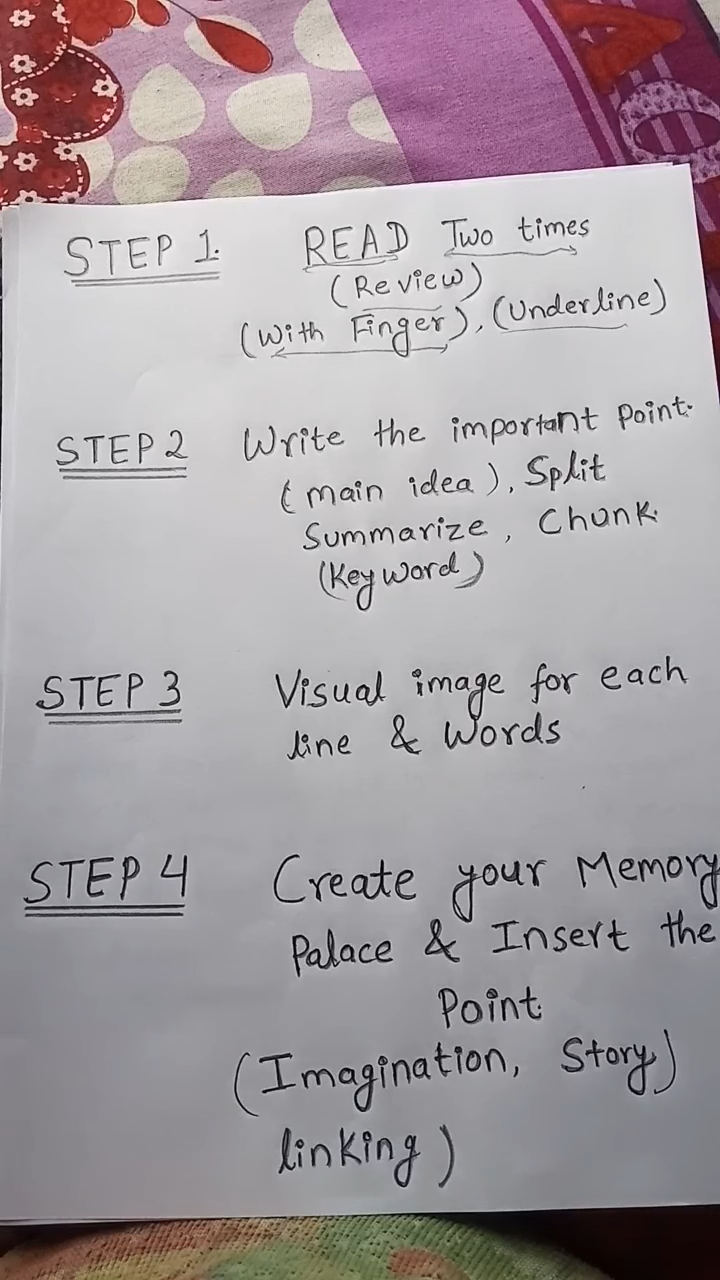 STEP 1. READ Two times
(Review)
(With Finger), (Underline)
STEP 2 Write the important Point.
(main idea), Split
Summarize, Chunk.
(Keyword)
STEP 3 Visual image for each
line & Words
STEP 4 Create your Memory
Palace & Insert the
Point.
(Imagination, Story)
linking)